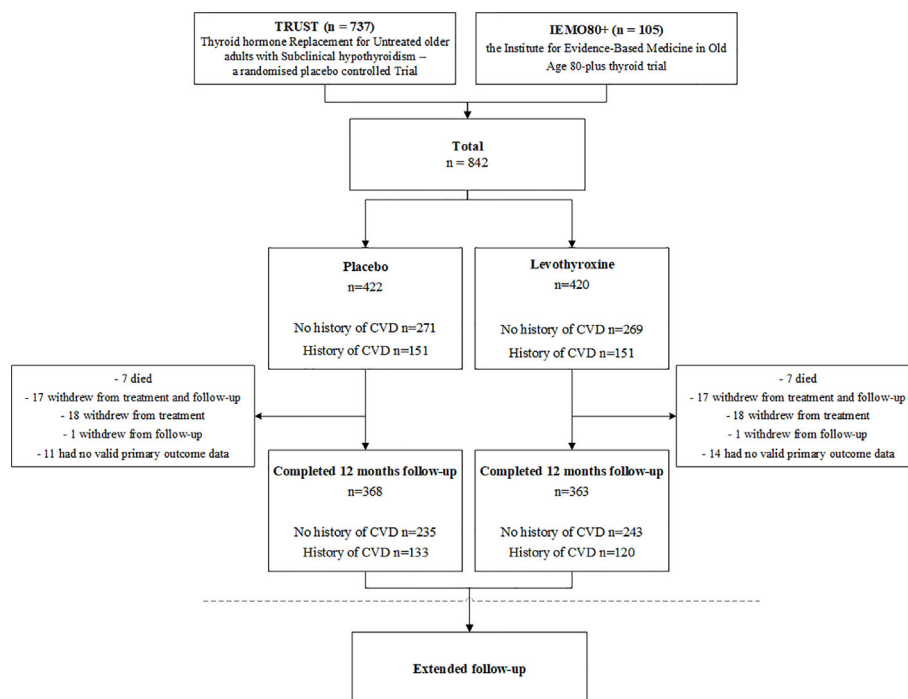 TRUST (n = 737)
Thyroid hormone Replacement for Untreated older
adults with Subclinical hypothyroidism –
a randomised placebo controlled Trial
IEMO80+ (n = 105)
the Institute for Evidence-Based Medicine in Old
Age 80-plus thyroid trial
Total
n = 842
Placebo
n=422
No history of CVD n=271
History of CVD n=151
Levothyroxine
n=420
No history of CVD n=269
History of CVD n=151
- 7 died
- 17 withdrew from treatment and follow-up
- 18 withdrew from treatment
- 1 withdrew from follow-up
- 11 had no valid primary outcome data
- 7 died
- 17 withdrew from treatment and follow-up
- 18 withdrew from treatment
- 1 withdrew from follow-up
- 14 had no valid primary outcome data
Completed 12 months follow-up
n=368
No history of CVD n=235
History of CVD n=133
Completed 12 months follow-up
n=363
No history of CVD n=243
History of CVD n=120
Extended follow-up